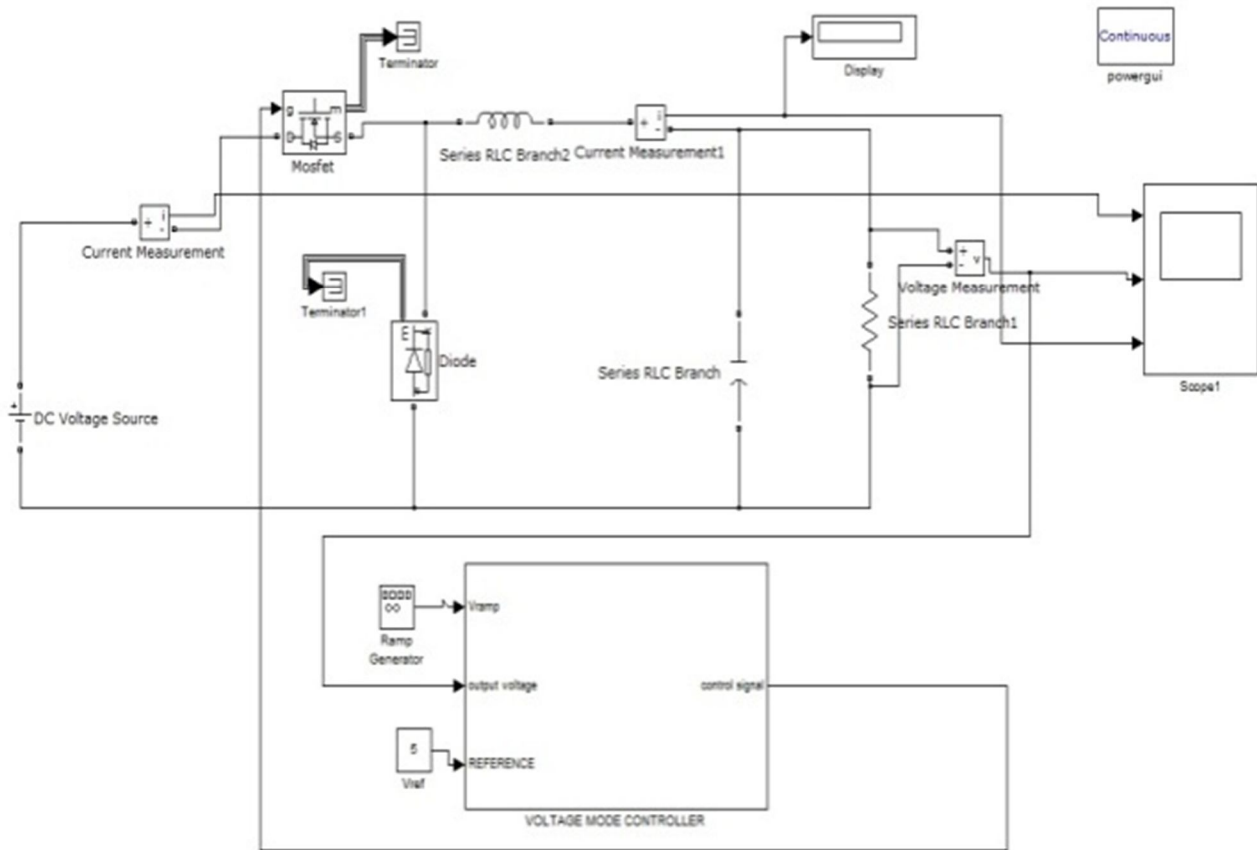 Continuous
powergui
Terminator
Display
g
m
D
S
Mosfet
Series RLC Branch2
+
i
-
Current Measurement1
+
i
-
Current Measurement
+
-
v
Voltage Measurement
Terminator1
Series RLC Branch1
Diode
Series RLC Branch
Scope1
+
DC Voltage Source
Vramp
Ramp
Generator
output voltage
control signal
5
REFERENCE
Vref
VOLTAGE MODE CONTROLLER